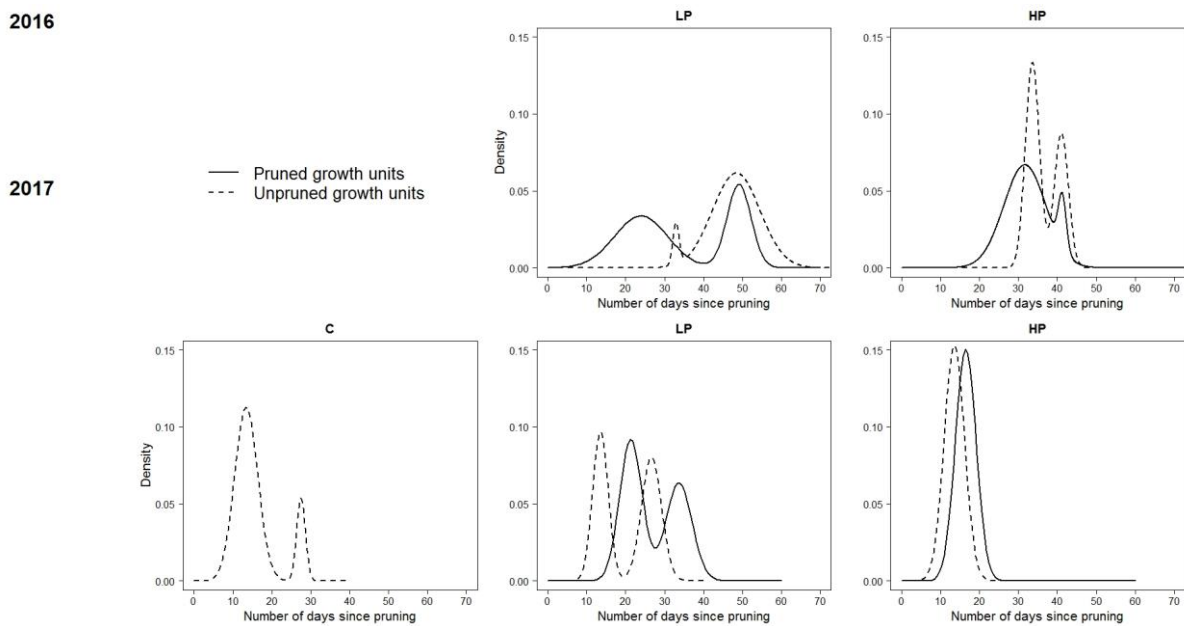 2016
LP
HP
0.15
0.10
0.05
0.00
Density
0 10 20 30 40 50 60 70
Number of days since pruning
0.15
0.10
0.05
0.00
0 10 20 30 40 50 60 70
Number of days since pruning
2017
Pruned growth units
Unpruned growth units
C
LP
HP
0.15
0.10
0.05
0.00
Density
0 10 20 30 40 50 60 70
Number of days since pruning
0.15
0.10
0.05
0.00
Density
0 10 20 30 40 50 60 70
Number of days since pruning
0.15
0.10
0.05
0.00
0 10 20 30 40 50 60 70
Number of days since pruning